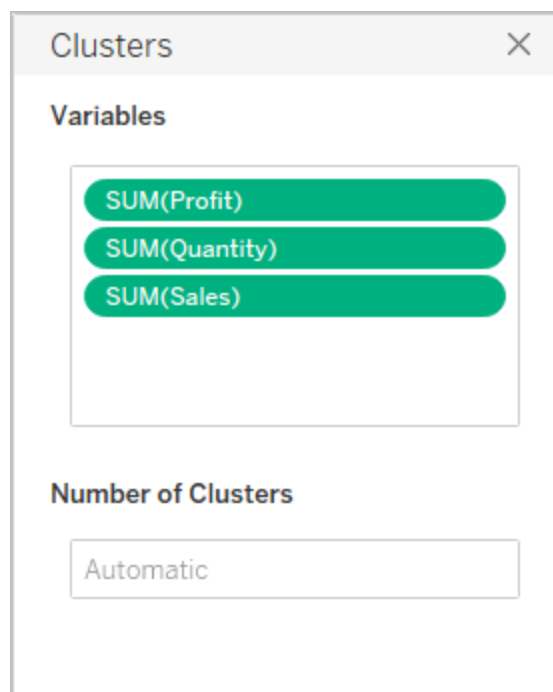 Clusters
Variables
SUM(Profit)
SUM(Quantity)
SUM(Sales)
Number of Clusters
Automatic